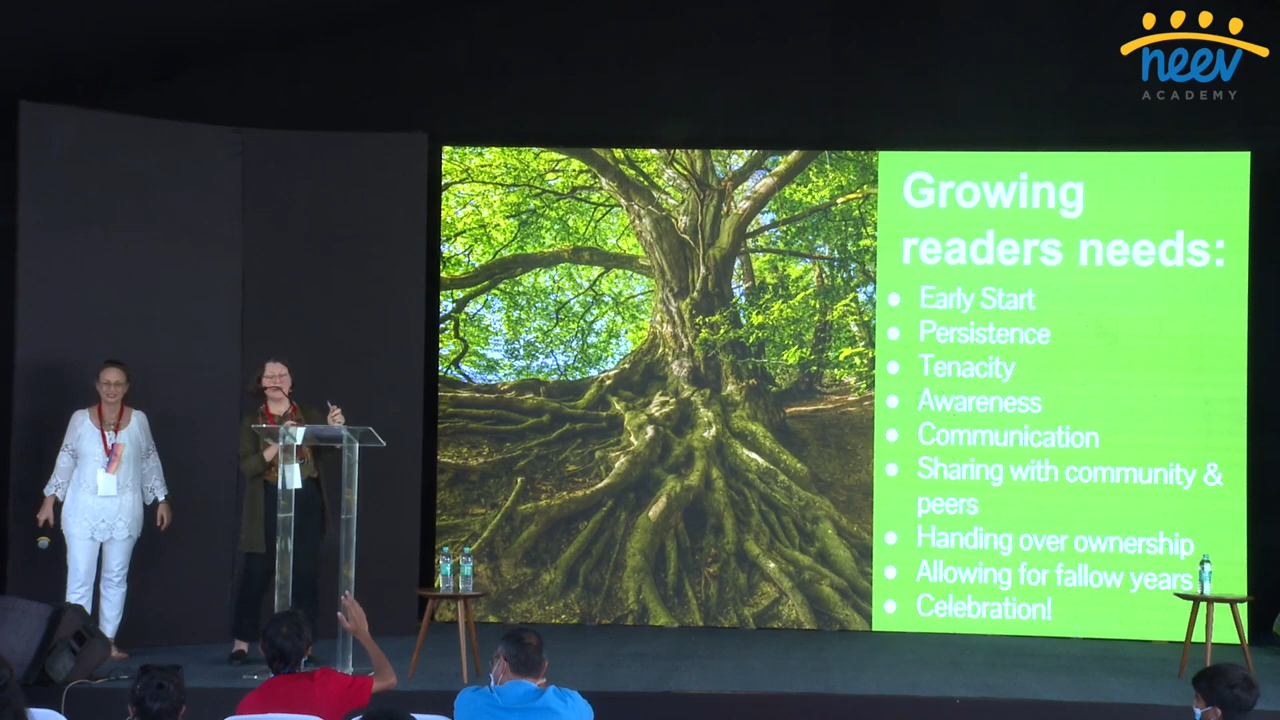 neev
ACADEMY
Growing
readers needs:
• Early Start
• Persistence
• Tenacity
• Awareness
• Communication
• Sharing with community &
peers
• Handing over ownership
• Allowing for fallow years
• Celebration!